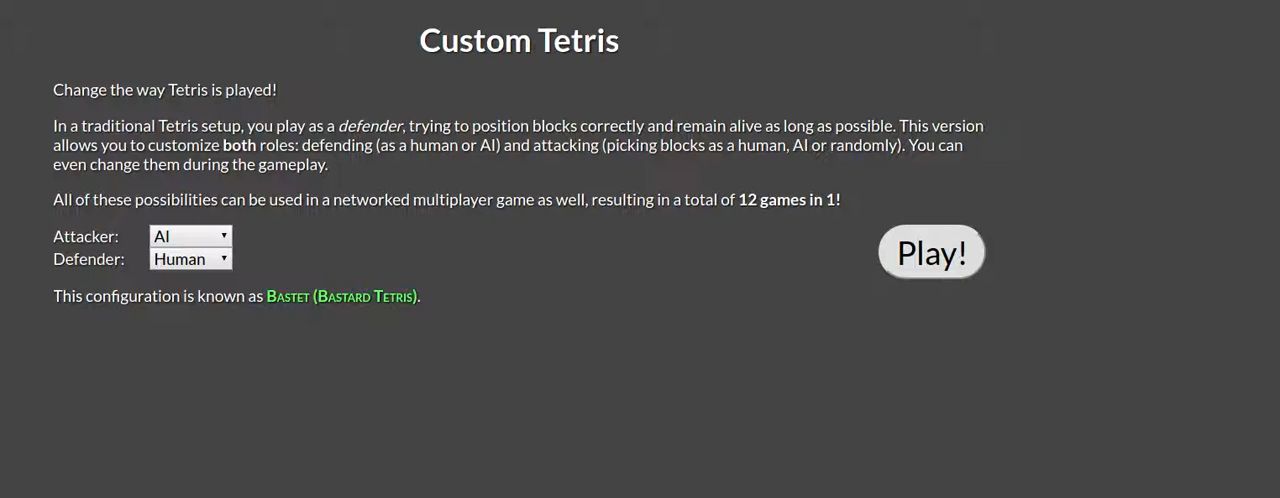 Custom Tetris
Change the way Tetris is played!
In a traditional Tetris setup, you play as a defender, trying to position blocks correctly and remain alive as long as possible. This version
allows you to customize both roles: defending (as a human or AI) and attacking (picking blocks as a human, AI or randomly). You can
even change them during the gameplay.
All of these possibilities can be used in a networked multiplayer game as well, resulting in a total of 12 games in 1!
Attacker: AI
Defender: Human
Play!
This configuration is known as Bastet (Bastard Tetris).